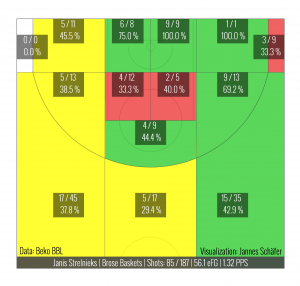 5 / 11
45.5 %
6 / 8
75.0 %
9 / 9
100.0 %
1 / 1
100.0 %
0 / 0
0.0 %
3 / 9
33.3 %
5 / 13
38.5 %
4 / 12
33.3 %
2 / 5
40.0 %
9 / 13
69.2 %
4 / 9
44.4 %
17 / 45
37.8 %
5 / 17
29.4 %
15 / 35
42.9 %
Data: Beko BBL
Visualization: Jannes Schäfer
Janis Strelnieks | Brose Baskets | Shots: 85 / 187 | 56.1 eFG | 1.32 PPS